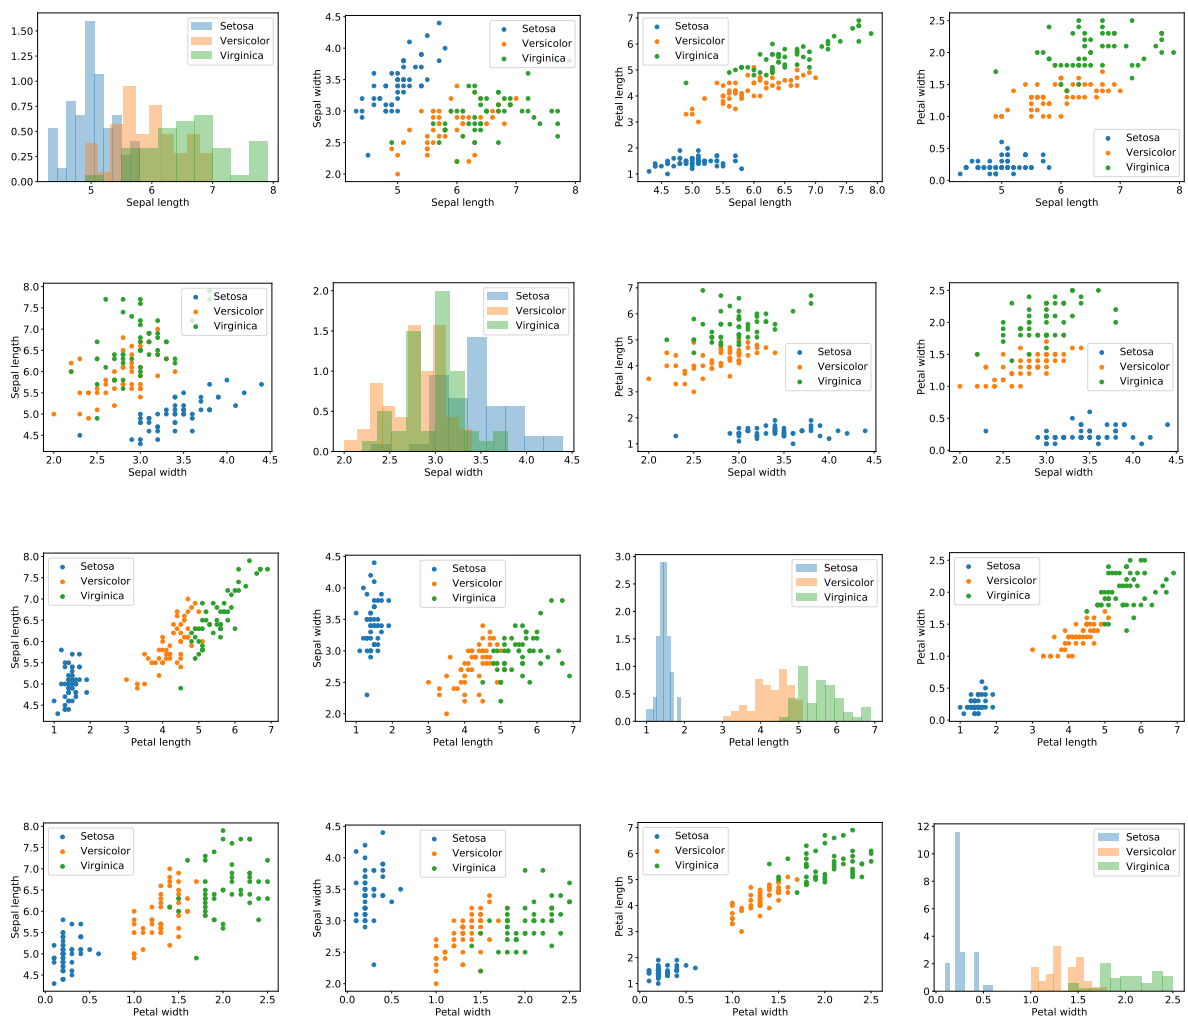 1.50
1.25
1.00
0.75
0.50
0.25
0.00
Setosa
Versicolor
Virginica
5 6 7 8
Sepal length
Sepal width
4.5
4.0
3.5
3.0
2.5
2.0
Setosa
Versicolor
Virginica
5 6 7 8
Sepal length
Petal length
7
6
5
4
3
2
1
Setosa
Versicolor
Virginica
4.5 5.0 5.5 6.0 6.5 7.0 7.5 8.0
Sepal length
Petal width
2.5
2.0
1.5
1.0
0.5
0.0
Setosa
Versicolor
Virginica
5 6 7 8
Sepal length
Sepal length
8.0
7.5
7.0
6.5
6.0
5.5
5.0
4.5
Setosa
Versicolor
Virginica
2.0 2.5 3.0 3.5 4.0 4.5
Sepal width
2.0
1.5
1.0
0.5
0.0
Setosa
Versicolor
Virginica
2.0 2.5 3.0 3.5 4.0 4.5
Sepal width
Petal length
7
6
5
4
3
2
1
Setosa
Versicolor
Virginica
2.0 2.5 3.0 3.5 4.0 4.5
Sepal width
Petal width
2.5
2.0
1.5
1.0
0.5
0.0
Setosa
Versicolor
Virginica
2.0 2.5 3.0 3.5 4.0 4.5
Sepal width
Sepal length
8.0
7.5
7.0
6.5
6.0
5.5
5.0
4.5
Setosa
Versicolor
Virginica
1 2 3 4 5 6 7
Petal length
Sepal width
4.5
4.0
3.5
3.0
2.5
2.0
Setosa
Versicolor
Virginica
1 2 3 4 5 6 7
Petal length
3.0
2.5
2.0
1.5
1.0
0.5
0.0
Setosa
Versicolor
Virginica
1 2 3 4 5 6 7
Petal length
Petal width
2.5
2.0
1.5
1.0
0.5
0.0
Setosa
Versicolor
Virginica
1 2 3 4 5 6 7
Petal length
Sepal length
8.0
7.5
7.0
6.5
6.0
5.5
5.0
4.5
Setosa
Versicolor
Virginica
0.0 0.5 1.0 1.5 2.0 2.5
Petal width
Sepal width
4.5
4.0
3.5
3.0
2.5
2.0
Setosa
Versicolor
Virginica
0.0 0.5 1.0 1.5 2.0 2.5
Petal width
Petal length
7
6
5
4
3
2
1
Setosa
Versicolor
Virginica
0.0 0.5 1.0 1.5 2.0 2.5
Petal width
12
10
8
6
4
2
0
Setosa
Versicolor
Virginica
0.0 0.5 1.0 1.5 2.0 2.5
Petal width